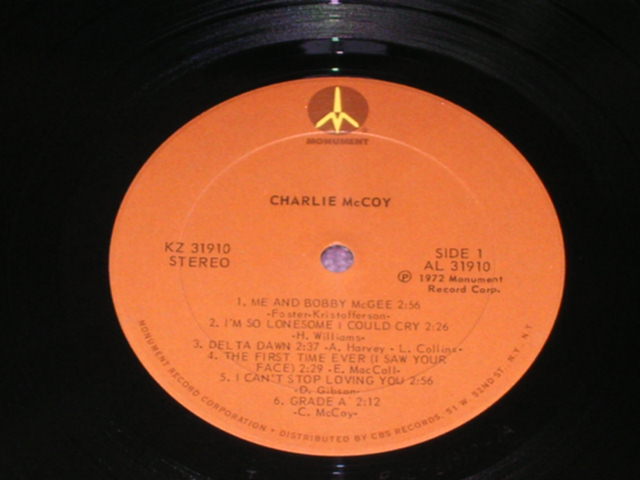 MONUMENT
CHARLIE McCOY
KZ 31910
STEREO
SIDE 1
AL 31910
℗ 1972 Monument
Record Corp.
1. ME AND BOBBY McGEE 2:56
-Foster-Kristofferson-
2. I'M SO LONESOME I COULD CRY 2:26
-H. Williams-
3. DELTA DAWN 2:37 -A. Harvey - L. Collins-
4. THE FIRST TIME EVER (I SAW YOUR
FACE) 2:29 -E. MacColl-
5. I CAN'T STOP LOVING YOU 2:56
-D. Gibson-
6. GRADE A' 2:12
-C. McCoy-
MONUMENT RECORD CORPORATION • DISTRIBUTED BY CBS RECORDS, 51 W. 52ND ST. N.Y. N.Y